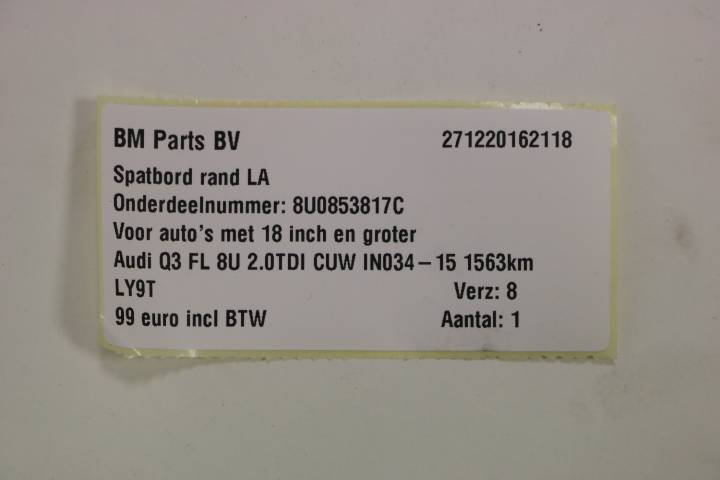 BM Parts BV 271220162118
Spatbord rand LA
Onderdeelnummer: 8U0853817C
Voor auto's met 18 inch en groter
Audi Q3 FL 8U 2.0TDI CUW IN034-15 1563km
LY9T Verz: 8
99 euro incl BTW Aantal: 1